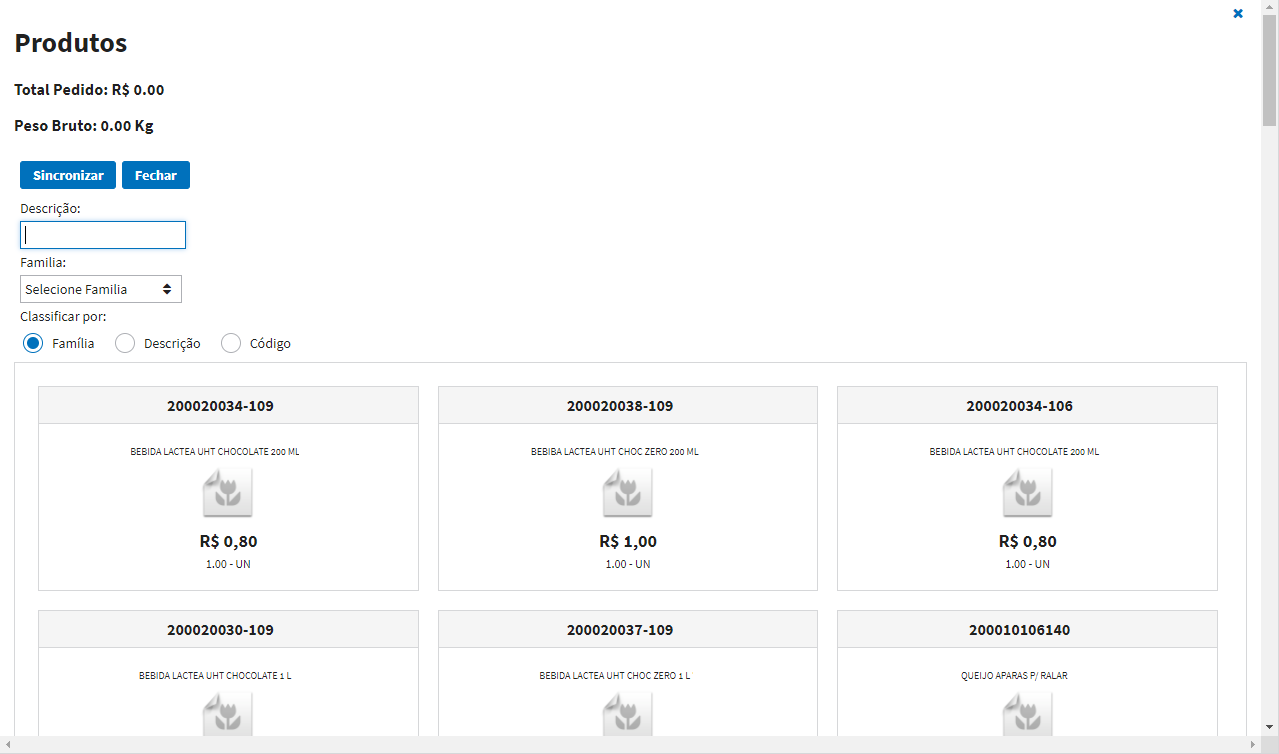 Produtos
Total Pedido: R$ 0.00
Peso Bruto: 0.00 Kg
Sincronizar Fechar
Descrição:
Familia:
Selecione Familia
Classificar por:
Família Descrição Código
200020034-109 200020038-109 200020034-106
BEBIDA LACTEA UHT CHOCOLATE 200 ML BEBIBA LACTEA UHT CHOC ZERO 200 ML BEBIDA LACTEA UHT CHOCOLATE 200 ML
R$ 0,80 R$ 1,00 R$ 0,80
1.00 - UN 1.00 - UN 1.00 - UN
200020030-109 200020037-109 200010106140
BEBIDA LACTEA UHT CHOCOLATE 1 L BEBIDA LACTEA UHT CHOC ZERO 1 L QUEIJO APARAS P/ RALAR